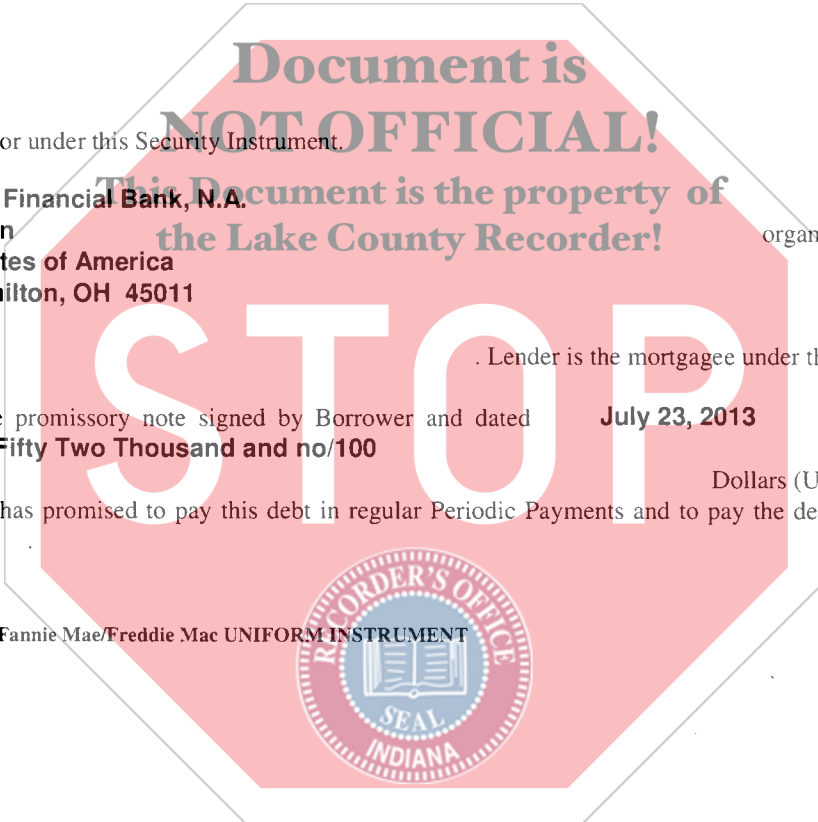 Document is
NOT OFFICIAL!
or under this Security Instrument.
This Document is the property of
Financial Bank, N.A.
the Lake County Recorder!
n organ
tes of America
ilton, OH 45011
STOP
. Lender is the mortgagee under th
e promissory note signed by Borrower and dated July 23, 2013
Fifty Two Thousand and no/100
Dollars (U
has promised to pay this debt in regular Periodic Payments and to pay the de
.
Fannie Mae/Freddie Mac UNIFORM INSTRUMENT
RECORDER'S OFFICE
SEAL
INDIANA